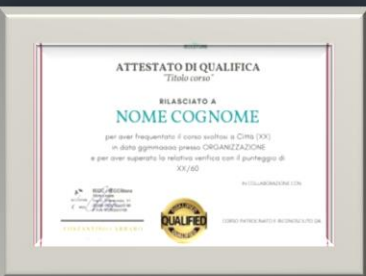 ATTESTATO DI QUALIFICA
"Titolo corso"
RILASCIATO A
NOME COGNOME
per aver frequentato il corso svoltosi a Città (XX)
in data ggmmaaaa presso ORGANIZZAZIONE
e per aver superato la relativa verifica con il punteggio di
XX/60
IN COLLABORAZIONE CON
QUALIFIED
CORSO PATROCINATO E RICONOSCIUTO DA